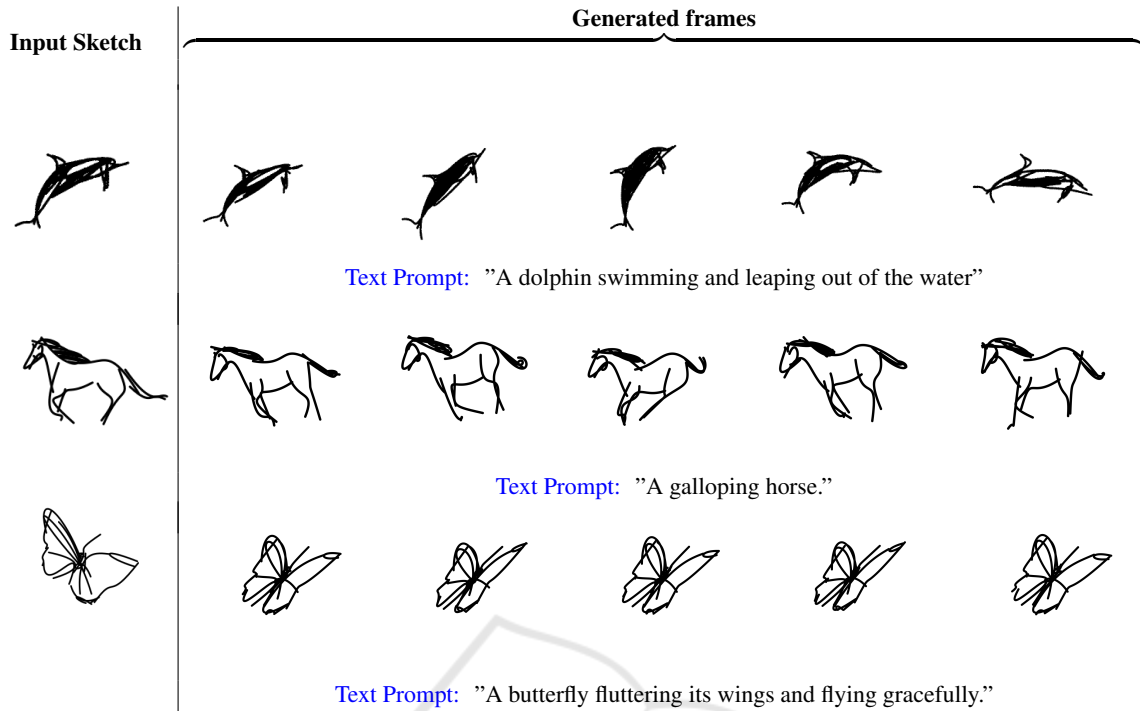 Generated frames
Input Sketch
Text Prompt: ”A dolphin swimming and leaping out of the water”
Text Prompt: ”A galloping horse.”
Text Prompt: ”A butterfly fluttering its wings and flying gracefully.”